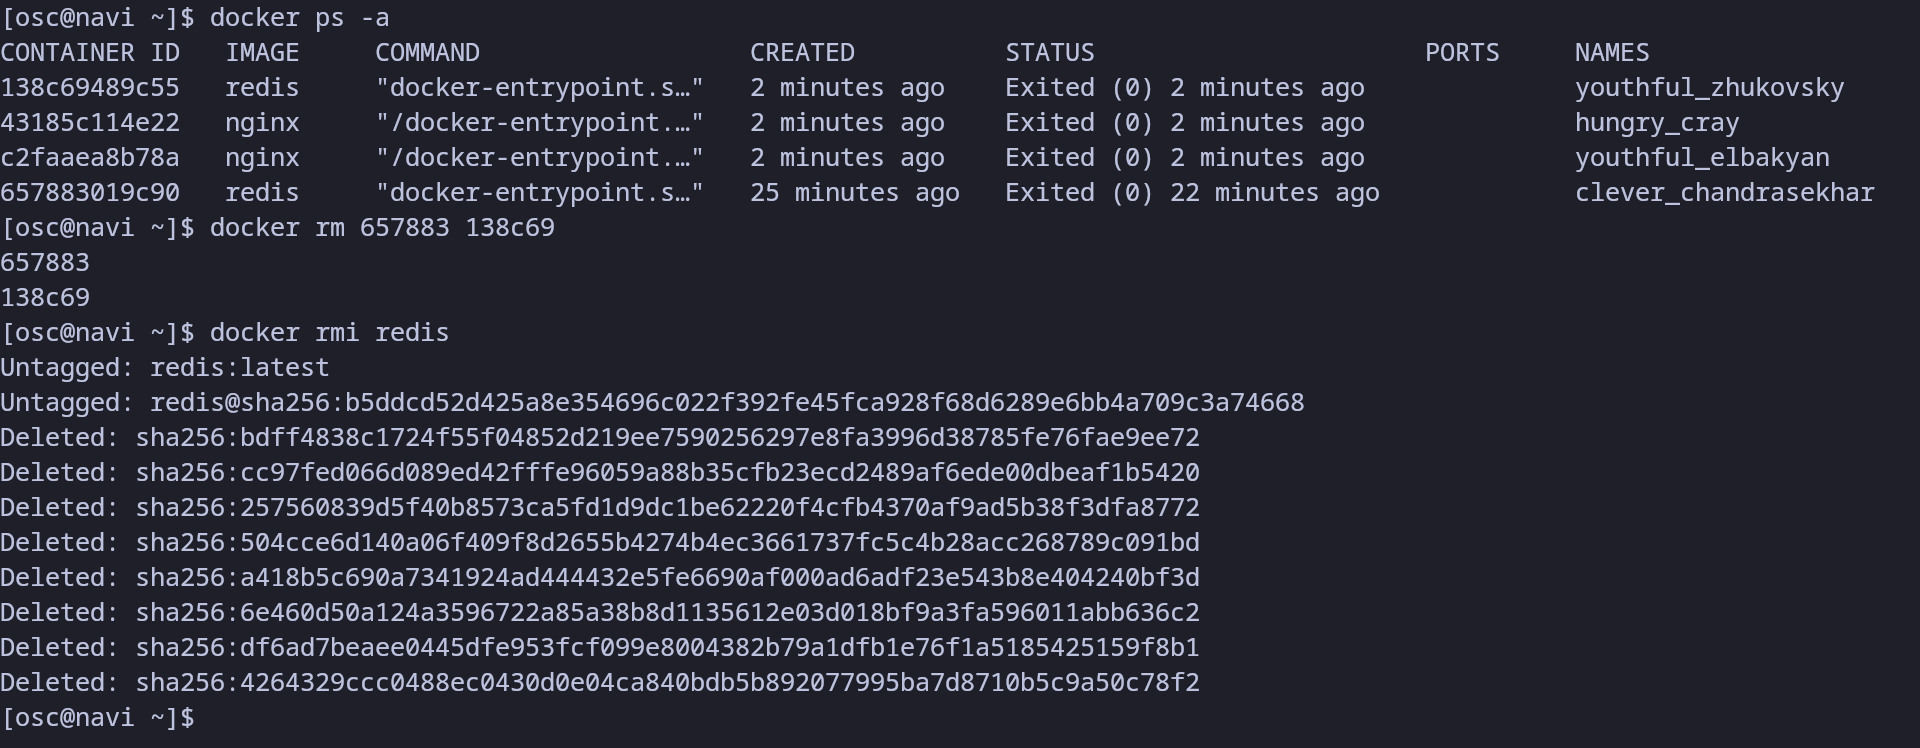 [osc@navi ~]$ docker ps -a
CONTAINER ID   IMAGE     COMMAND                  CREATED          STATUS                      PORTS     NAMES
138c69489c55   redis     "docker-entrypoint.s…"   2 minutes ago    Exited (0) 2 minutes ago              youthful_zhukovsky
43185c114e22   nginx     "/docker-entrypoint.…"   2 minutes ago    Exited (0) 2 minutes ago              hungry_cray
c2faaea8b78a   nginx     "/docker-entrypoint.…"   2 minutes ago    Exited (0) 2 minutes ago              youthful_elbakyan
657883019c90   redis     "docker-entrypoint.s…"   25 minutes ago   Exited (0) 22 minutes ago             clever_chandrasekhar
[osc@navi ~]$ docker rm 657883 138c69
657883
138c69
[osc@navi ~]$ docker rmi redis
Untagged: redis:latest
Untagged: redis@sha256:b5ddcd52d425a8e354696c022f392fe45fca928f68d6289e6bb4a709c3a74668
Deleted: sha256:bdff4838c1724f55f04852d219ee7590256297e8fa3996d38785fe76fae9ee72
Deleted: sha256:cc97fed066d089ed42fffe96059a88b35cfb23ecd2489af6ede00dbeaf1b5420
Deleted: sha256:257560839d5f40b8573ca5fd1d9dc1be62220f4cfb4370af9ad5b38f3dfa8772
Deleted: sha256:504cce6d140a06f409f8d2655b4274b4ec3661737fc5c4b28acc268789c091bd
Deleted: sha256:a418b5c690a7341924ad444432e5fe6690af000ad6adf23e543b8e404240bf3d
Deleted: sha256:6e460d50a124a3596722a85a38b8d1135612e03d018bf9a3fa596011abb636c2
Deleted: sha256:df6ad7beaee0445dfe953fcf099e8004382b79a1dfb1e76f1a5185425159f8b1
Deleted: sha256:4264329ccc0488ec0430d0e04ca840bdb5b892077995ba7d8710b5c9a50c78f2
[osc@navi ~]$